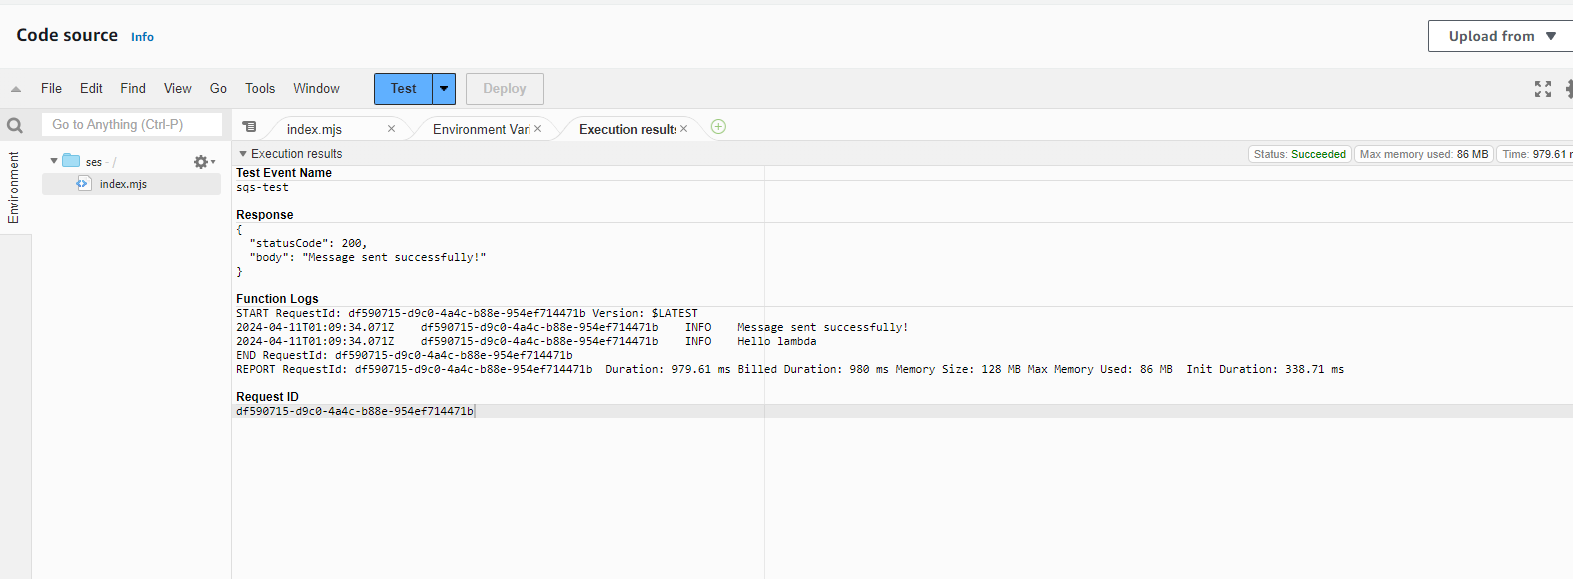 Code source Info
Upload from
File Edit Find View Go Tools Window Test Deploy
Go to Anything (Ctrl-P)
index.mjs
Environment Var
Execution results
Environment
ses - /
index.mjs
Execution results
Status: Succeeded
Max memory used: 86 MB
Time: 979.61
Test Event Name
sqs-test
Response
{
  "statusCode": 200,
  "body": "Message sent successfully!"
}
Function Logs
START RequestId: df590715-d9c0-4a4c-b88e-954ef714471b Version: $LATEST
2024-04-11T01:09:34.071Z    df590715-d9c0-4a4c-b88e-954ef714471b    INFO    Message sent successfully!
2024-04-11T01:09:34.071Z    df590715-d9c0-4a4c-b88e-954ef714471b    INFO    Hello lambda
END RequestId: df590715-d9c0-4a4c-b88e-954ef714471b
REPORT RequestId: df590715-d9c0-4a4c-b88e-954ef714471b  Duration: 979.61 ms Billed Duration: 980 ms Memory Size: 128 MB Max Memory Used: 86 MB  Init Duration: 338.71 ms
Request ID
df590715-d9c0-4a4c-b88e-954ef714471b